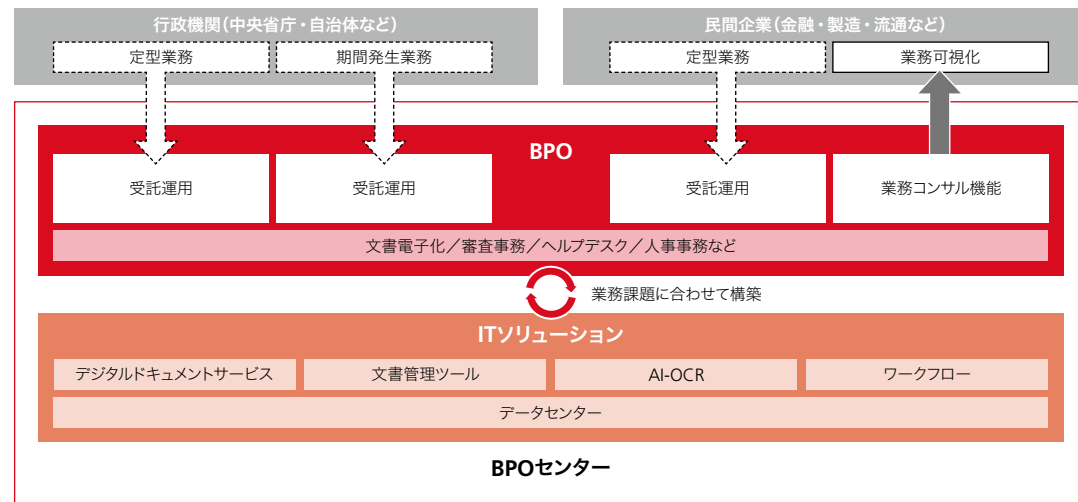 行政機関(中央省庁・自治体など)
定型業務
期間発生業務
民間企業(金融・製造・流通など)
定型業務
業務可視化
BPO
受託運用
受託運用
受託運用
業務コンサル機能
文書電子化／審査事務／ヘルプデスク／人事事務など
業務課題に合わせて構築
ITソリューション
デジタルドキュメントサービス
文書管理ツール
AI-OCR
ワークフロー
データセンター
BPOセンター